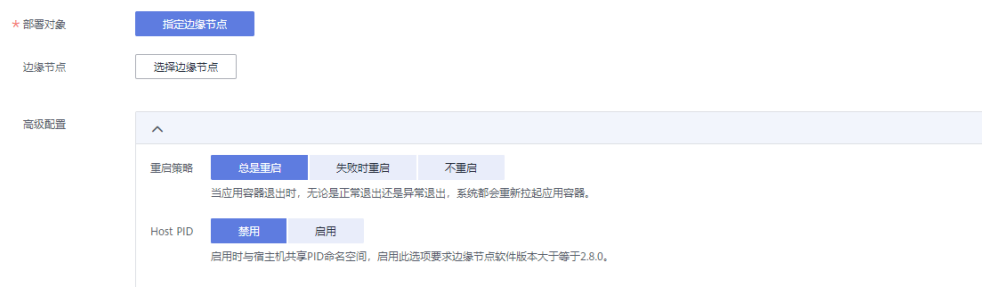 * 部署对象 指定边缘节点
边缘节点 选择边缘节点
高级配置
重启策略 总是重启 失败时重启 不重启
当应用容器退出时，无论是正常退出还是异常退出，系统都会重新拉起应用容器。
Host PID 禁用 启用
启用时与宿主机共享PID命名空间，启用此选项要求边缘节点软件版本大于等于2.8.0。